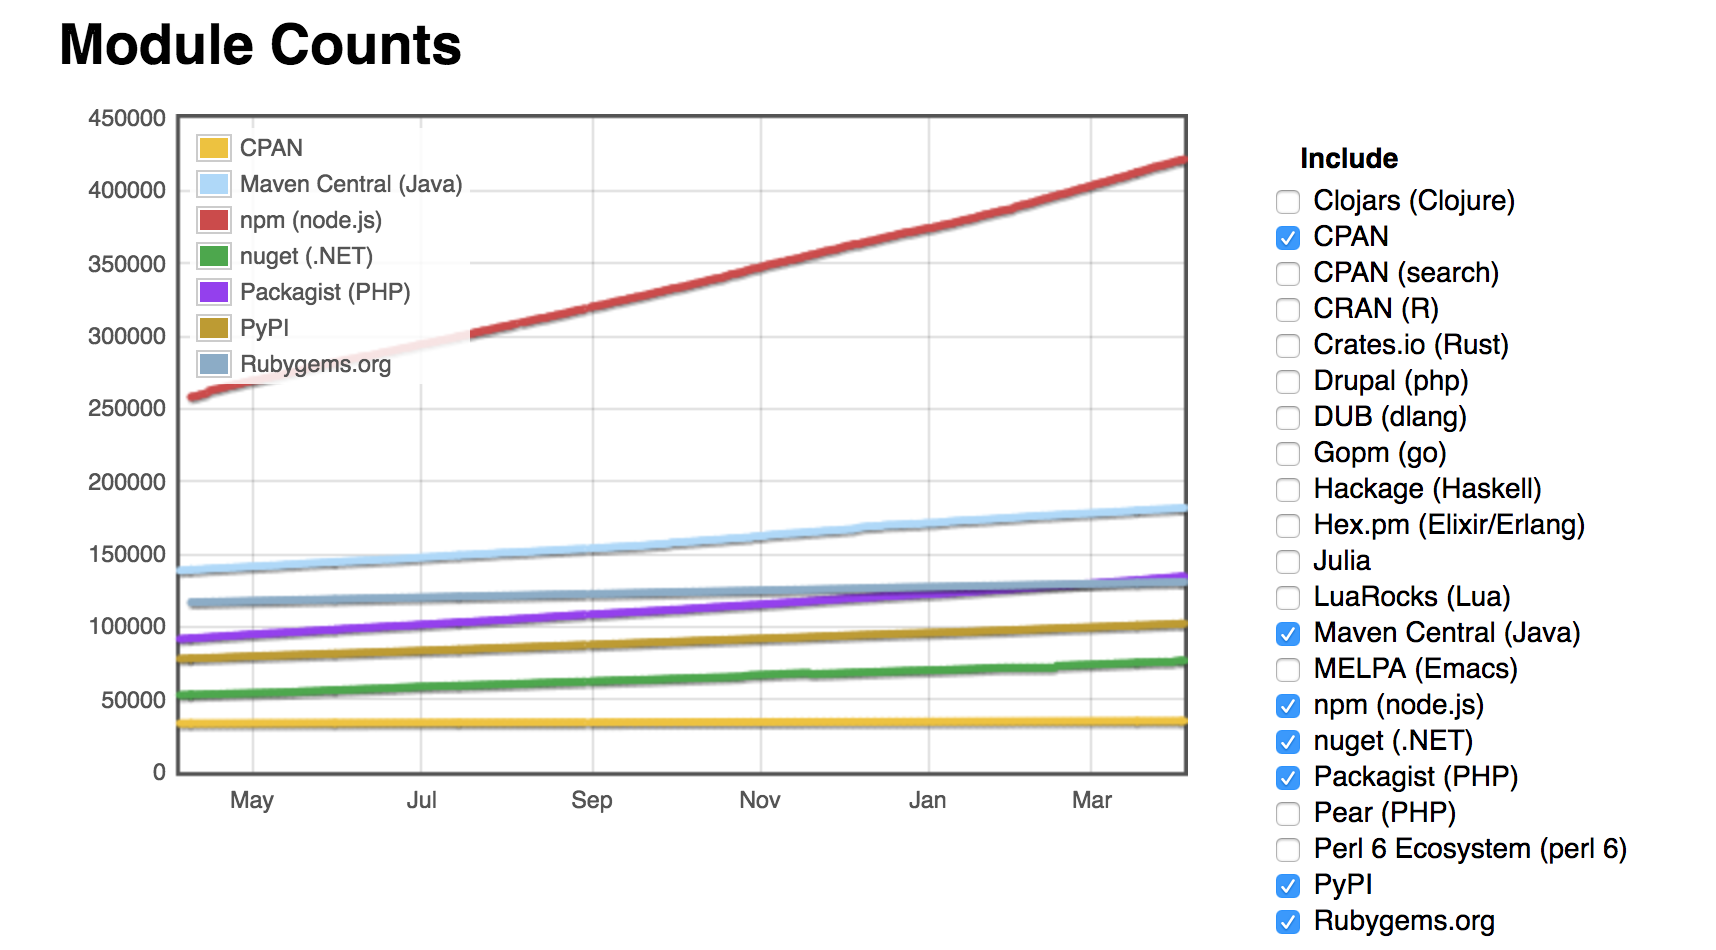 Module Counts
450000
400000
350000
300000
250000
200000
150000
100000
50000
0
CPAN
Maven Central (Java)
npm (node.js)
nuget (.NET)
Packagist (PHP)
PyPI
Rubygems.org
May Jul Sep Nov Jan Mar
Include
Clojars (Clojure)
CPAN
CPAN (search)
CRAN (R)
Crates.io (Rust)
Drupal (php)
DUB (dlang)
Gopm (go)
Hackage (Haskell)
Hex.pm (Elixir/Erlang)
Julia
LuaRocks (Lua)
Maven Central (Java)
MELPA (Emacs)
npm (node.js)
nuget (.NET)
Packagist (PHP)
Pear (PHP)
Perl 6 Ecosystem (perl 6)
PyPI
Rubygems.org